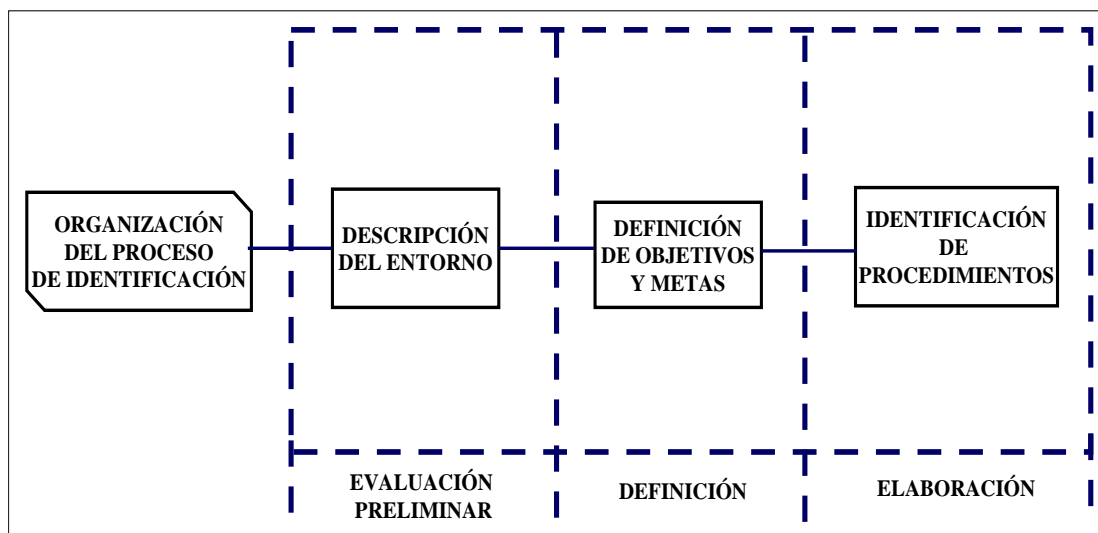 ORGANIZACIÓN
DEL PROCESO
DE IDENTIFICACIÓN
DESCRIPCIÓN
DEL ENTORNO
DEFINICIÓN
DE OBJETIVOS
Y METAS
IDENTIFICACIÓN
DE
PROCEDIMIENTOS
EVALUACIÓN
PRELIMINAR
DEFINICIÓN
ELABORACIÓN